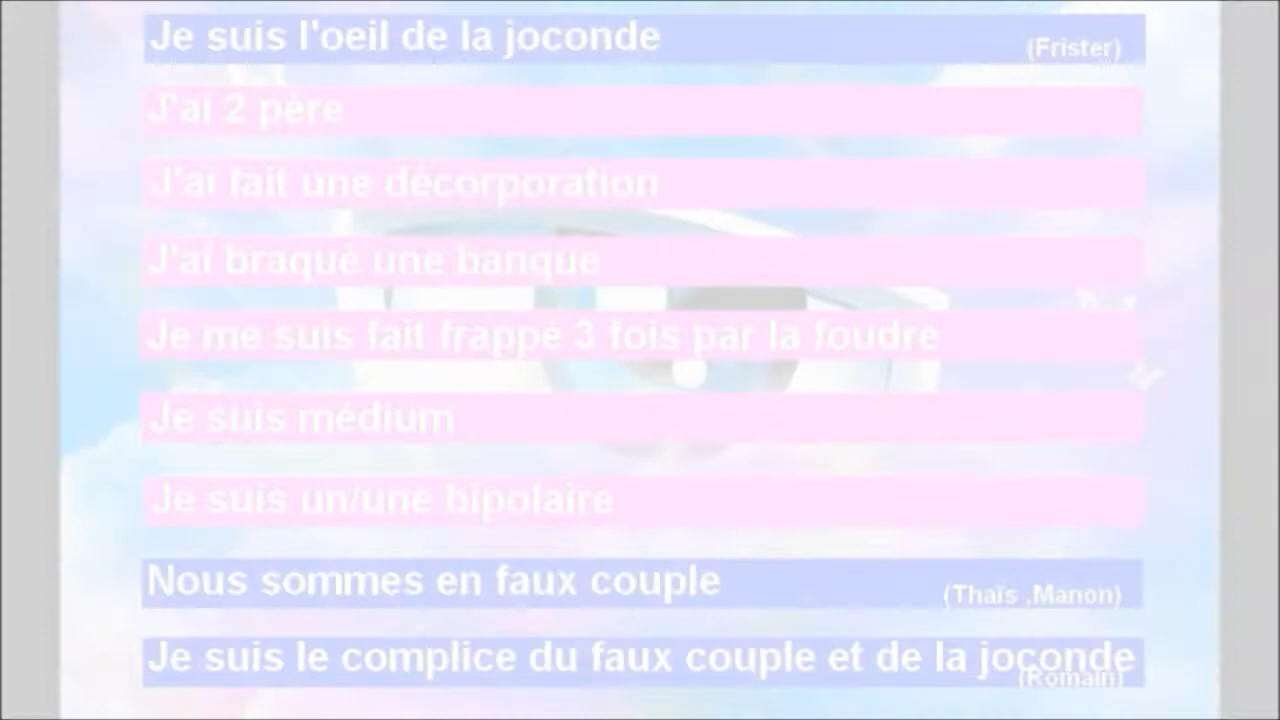 Je suis l'oeil de la joconde
(Frister)
J'ai 2 père
J'ai fait une décorporation
J'ai braqué une banque
Je me suis fait frappé 3 fois par la foudre
Je suis médium
Je suis un/une bipolaire
Nous sommes en faux couple
(Thaïs ,Manon)
Je suis le complice du faux couple et de la joconde
(Romain)